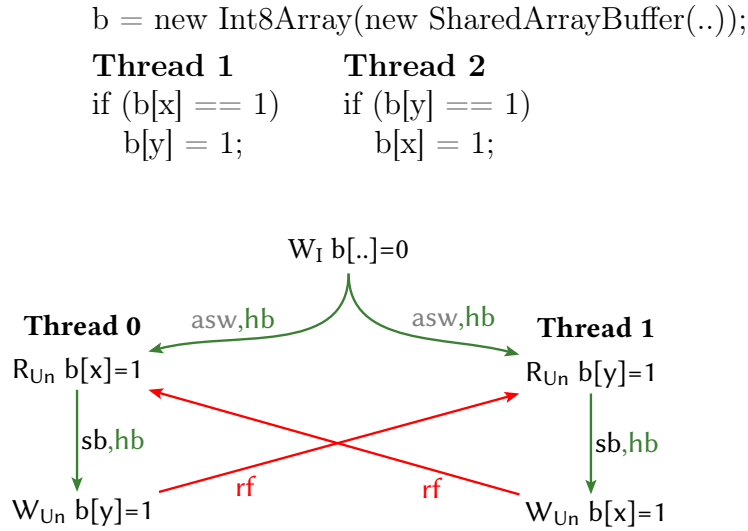 b = new Int8Array(new SharedArrayBuffer(..));
Thread 1 Thread 2
if (b[x] == 1) if (b[y] == 1)
b[y] = 1; b[x] = 1;
W_I b[..]=0
asw,hb asw,hb
Thread 0 Thread 1
R_Un b[x]=1 R_Un b[y]=1
sb,hb sb,hb
rf rf
W_Un b[y]=1 W_Un b[x]=1